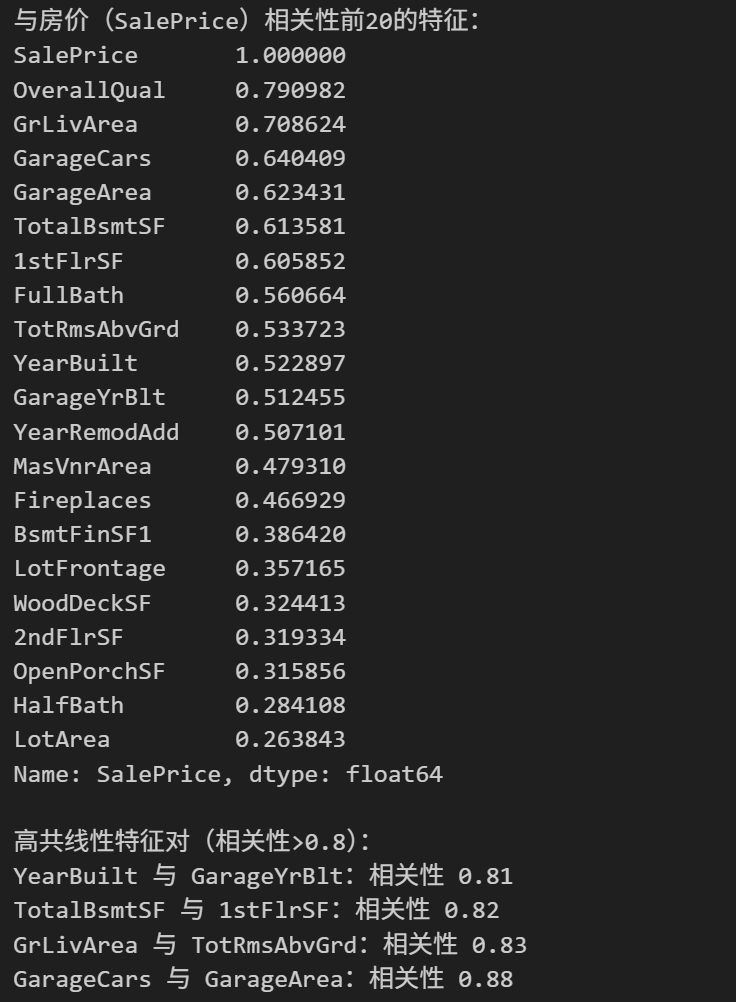 与房价（SalePrice）相关性前20的特征：
SalePrice 1.000000
OverallQual 0.790982
GrLivArea 0.708624
GarageCars 0.640409
GarageArea 0.623431
TotalBsmtSF 0.613581
1stFlrSF 0.605852
FullBath 0.560664
TotRmsAbvGrd 0.533723
YearBuilt 0.522897
GarageYrBlt 0.512455
YearRemodAdd 0.507101
MasVnrArea 0.479310
Fireplaces 0.466929
BsmtFinSF1 0.386420
LotFrontage 0.357165
WoodDeckSF 0.324413
2ndFlrSF 0.319334
OpenPorchSF 0.315856
HalfBath 0.284108
LotArea 0.263843
Name: SalePrice, dtype: float64
高共线性特征对（相关性>0.8）：
YearBuilt 与 GarageYrBlt：相关性 0.81
TotalBsmtSF 与 1stFlrSF：相关性 0.82
GrLivArea 与 TotRmsAbvGrd：相关性 0.83
GarageCars 与 GarageArea：相关性 0.88